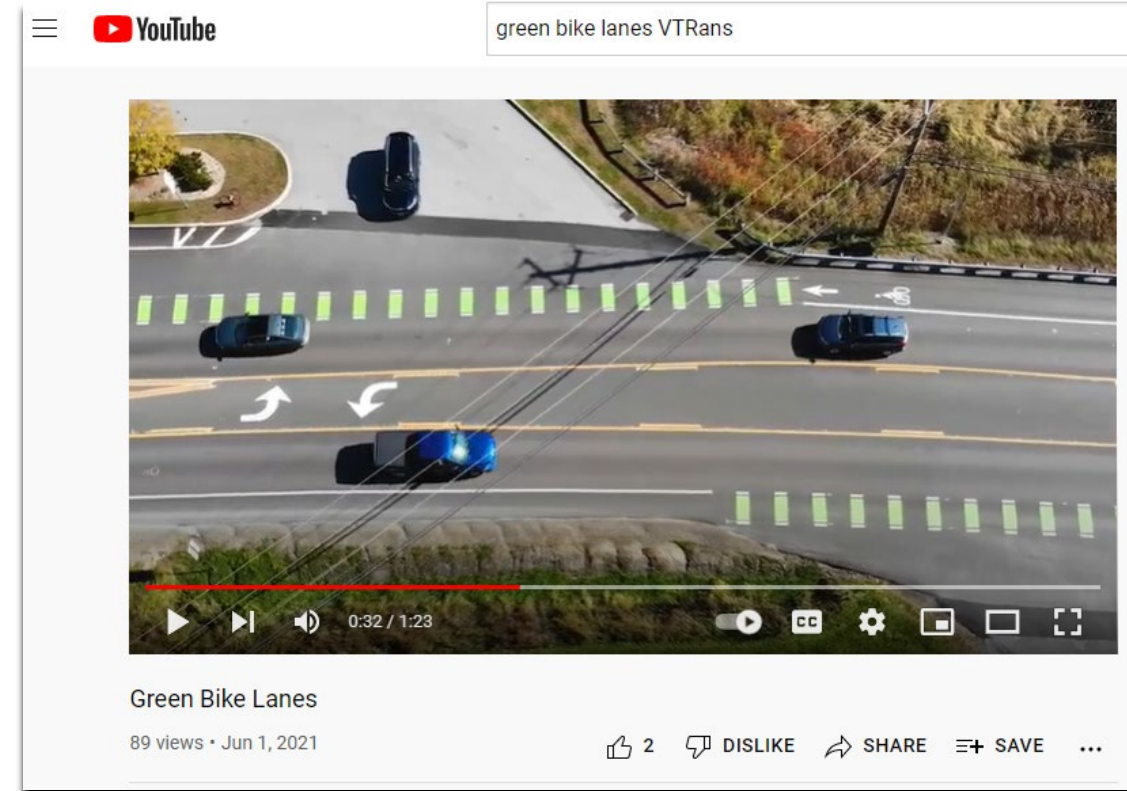 YouTube
green bike lanes VTRans
0:32 / 1:23
CC
Green Bike Lanes
89 views • Jun 1, 2021
2 DISLIKE SHARE SAVE ...